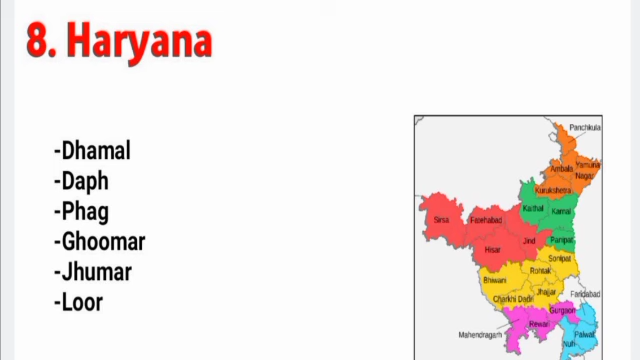 8. Haryana
-Dhamal
-Daph
-Phag
-Ghoomar
-Jhumar
-Loor
Panchkula
Ambala
Yamuna
Nagar
Kurukshetra
Kaithal
Karnal
Sirsa
Fatehabad
Jind
Panipat
Hisar
Sonipat
Rohtak
Bhiwani
Jhajjar
Charkhi Dadri
Faridabad
Gurgaon
Mahendragarh
Rewari
Palwal
Nuh